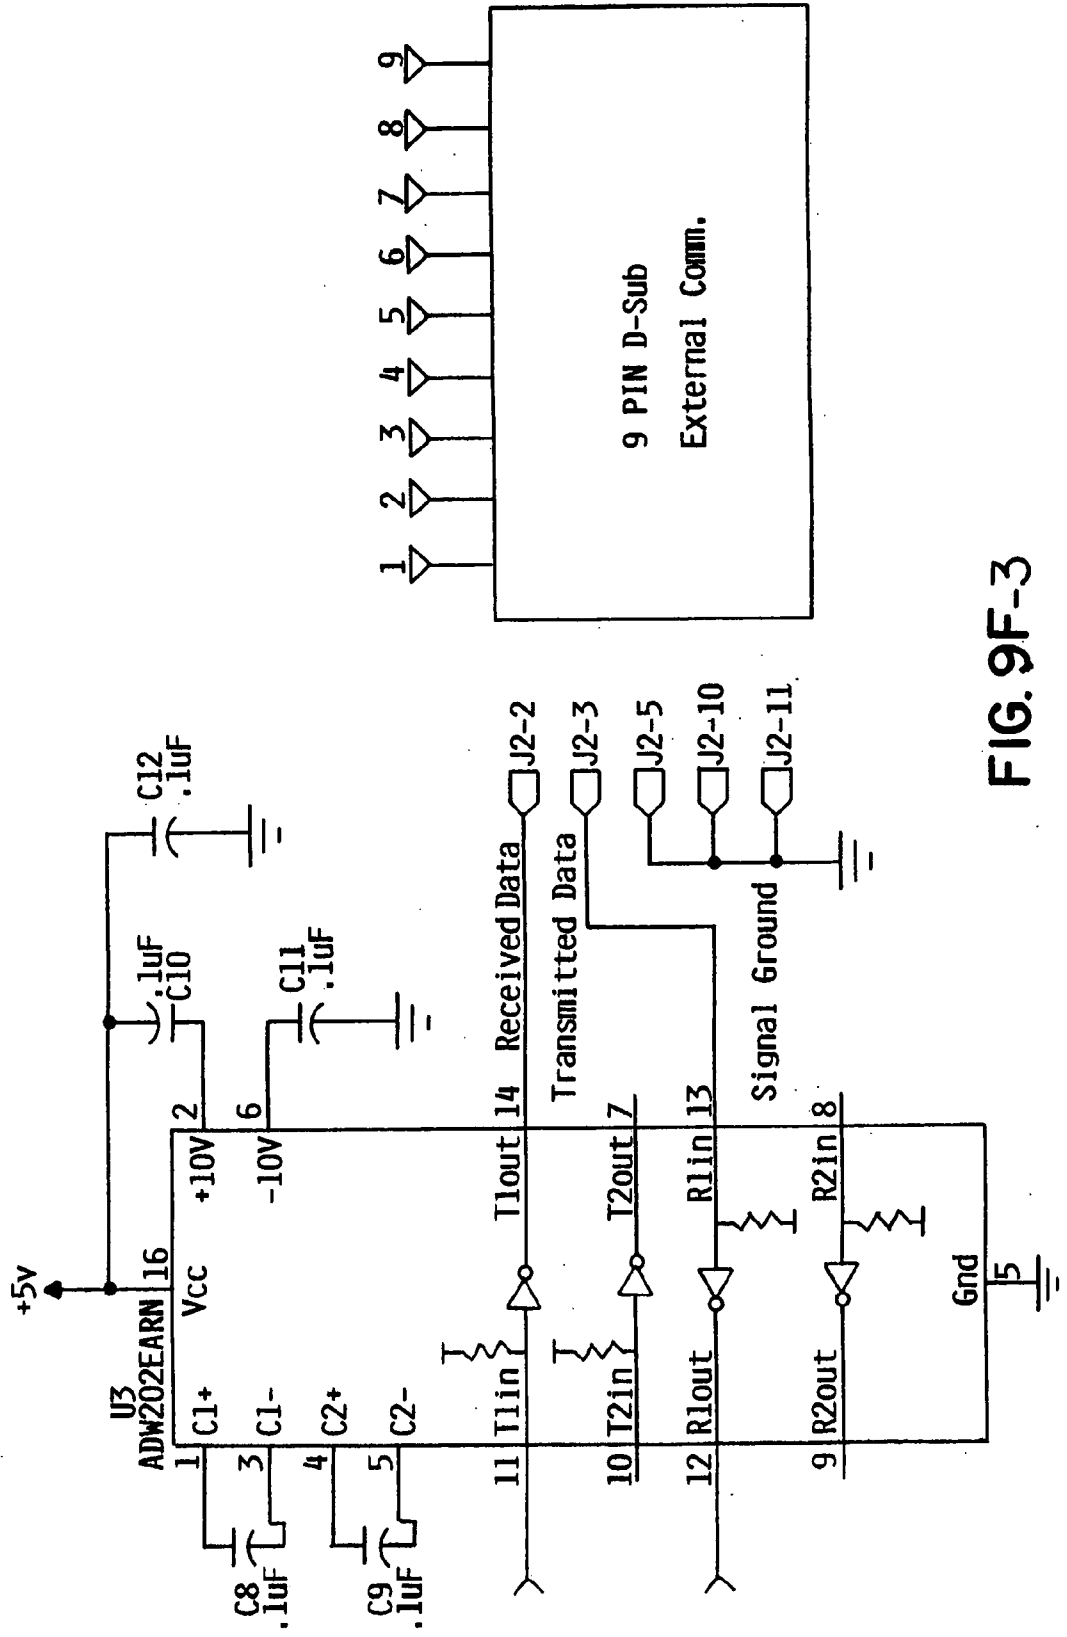 +5v
U3
ADW202EARN
16
Vcc
1
C1+
3
C1-
4
C2+
5
C2-
C8
.1uF
C9
.1uF
+10V
2
-10V
6
.1uF
C10
C11
.1uF
C12
.1uF
11
T1in
T1out
14
Received Data
J2-2
10
T2in
T2out
7
Transmitted Data
J2-3
12
R1out
R1in
13
J2-5
J2-10
J2-11
Signal Ground
9
R2out
R2in
8
Gnd
5
1
2
3
4
5
6
7
8
9
9 PIN D-Sub
External Comm.
FIG. 9F-3